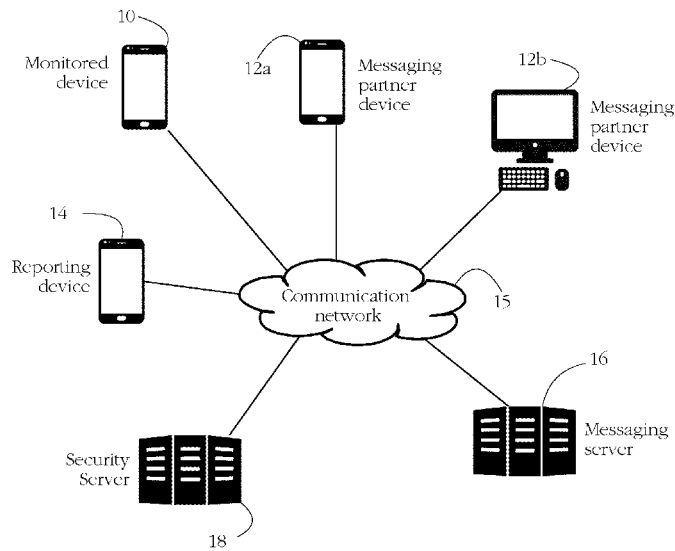 10
Monitored
device
12a
Messaging
partner
device
12b
Messaging
partner
device
14
Reporting
device
Communication
network
15
16
Messaging
server
Security
Server
18